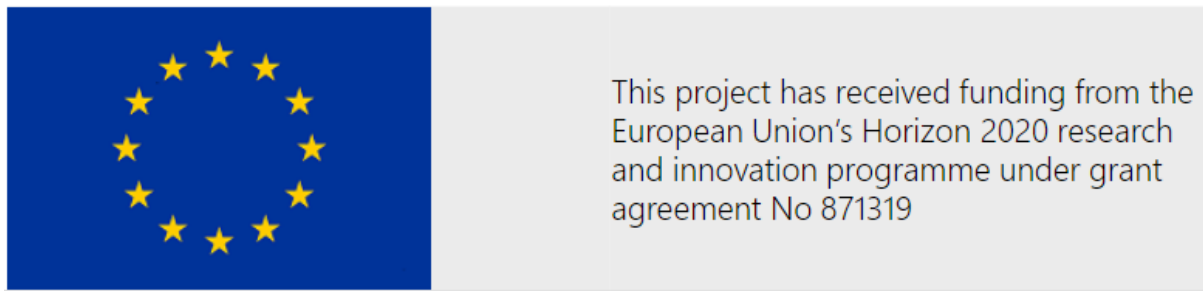 This project has received funding from the
European Union’s Horizon 2020 research
and innovation programme under grant
agreement No 871319